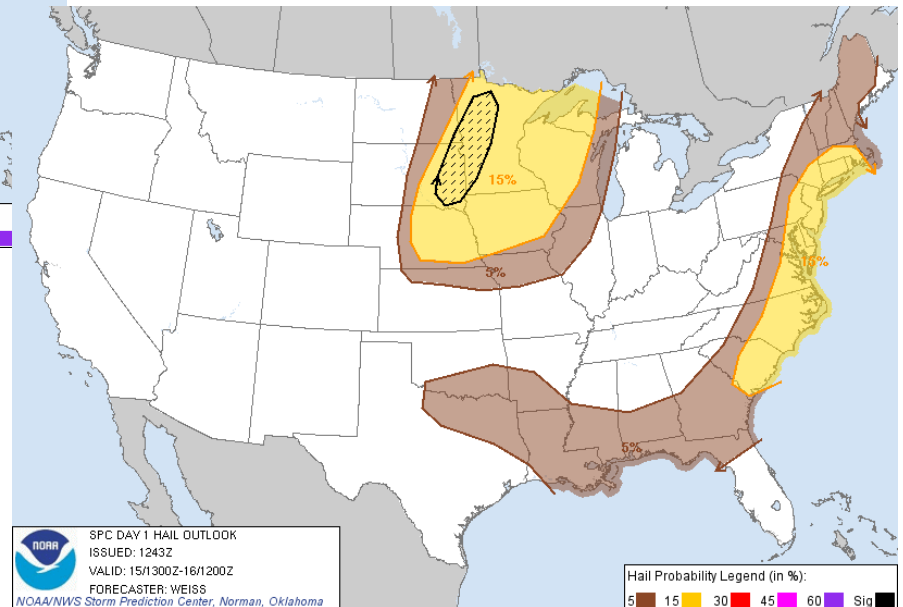 15%
5%
15%
5%
NOAA
SPC DAY 1 HAIL OUTLOOK
ISSUED: 1243Z
VALID: 15/1300Z-16/1200Z
FORECASTER: WEISS
NOAA/NWS Storm Prediction Center, Norman, Oklahoma
Hail Probability Legend (in %):
5 15 30 45 60 Sig